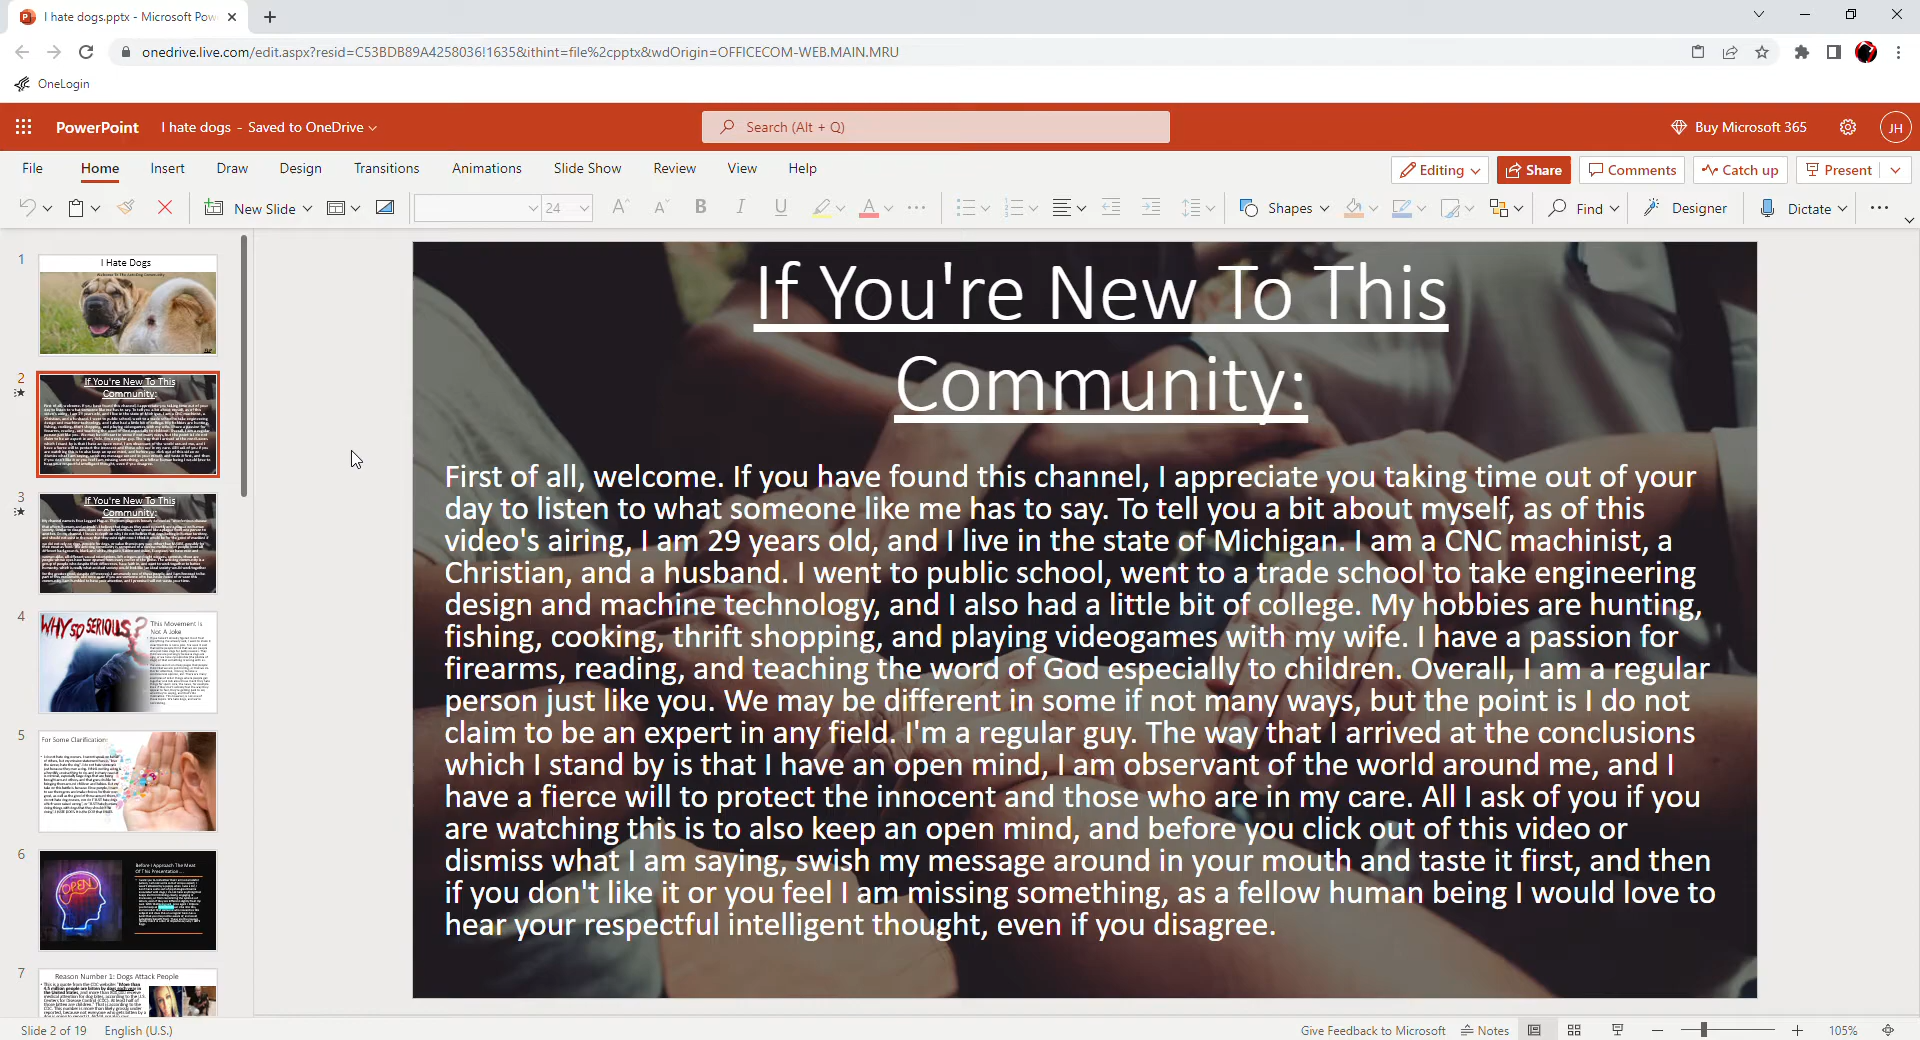 I hate dogs.pptx - Microsoft Pow
onedrive.live.com/edit.aspx?resid=C53BDB89A4258036!1635&ithint=file%2cpptx&wdOrigin=OFFICECOM-WEB.MAIN.MRU
OneLogin
PowerPoint I hate dogs - Saved to OneDrive
Search (Alt + Q)
Buy Microsoft 365
JH
File Home Insert Draw Design Transitions Animations Slide Show Review View Help
Editing Share Comments Catch up Present
New Slide 24 B I U A Shapes Find Designer Dictate
1
I Hate Dogs
2
If You're New To This
Community:
3
If You're New To This
Community:
4
WHY SO SERIOUS?
This Movement Is
Not A Joke
5
For Some Clarification:
6
OPEN
Before I Approach The Meat
Of This Presentation ...
7
Reason Number 1: Dogs Attack People
If You're New To This
Community:
First of all, welcome. If you have found this channel, I appreciate you taking time out of your
day to listen to what someone like me has to say. To tell you a bit about myself, as of this
video's airing, I am 29 years old, and I live in the state of Michigan. I am a CNC machinist, a
Christian, and a husband. I went to public school, went to a trade school to take engineering
design and machine technology, and I also had a little bit of college. My hobbies are hunting,
fishing, cooking, thrift shopping, and playing videogames with my wife. I have a passion for
firearms, reading, and teaching the word of God especially to children. Overall, I am a regular
person just like you. We may be different in some if not many ways, but the point is I do not
claim to be an expert in any field. I'm a regular guy. The way that I arrived at the conclusions
which I stand by is that I have an open mind, I am observant of the world around me, and I
have a fierce will to protect the innocent and those who are in my care. All I ask of you if you
are watching this is to also keep an open mind, and before you click out of this video or
dismiss what I am saying, swish my message around in your mouth and taste it first, and then
if you don't like it or you feel I am missing something, as a fellow human being I would love to
hear your respectful intelligent thought, even if you disagree.
Slide 2 of 19 English (U.S.)
Give Feedback to Microsoft Notes 105%